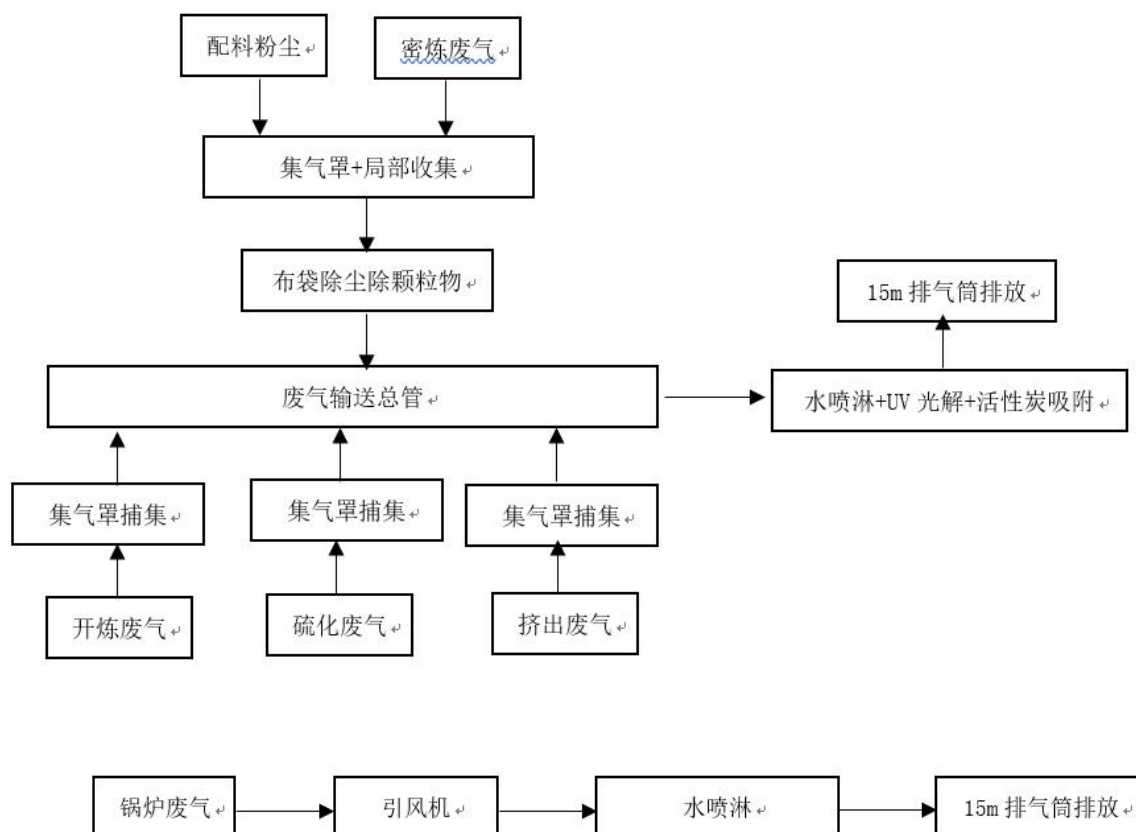 配料粉尘
密炼废气
集气罩+局部收集
布袋除尘除颗粒物
15m 排气筒排放
废气输送总管
水喷淋+UV 光解+活性炭吸附
集气罩捕集
集气罩捕集
集气罩捕集
开炼废气
硫化废气
挤出废气
锅炉废气
引风机
水喷淋
15m 排气筒排放